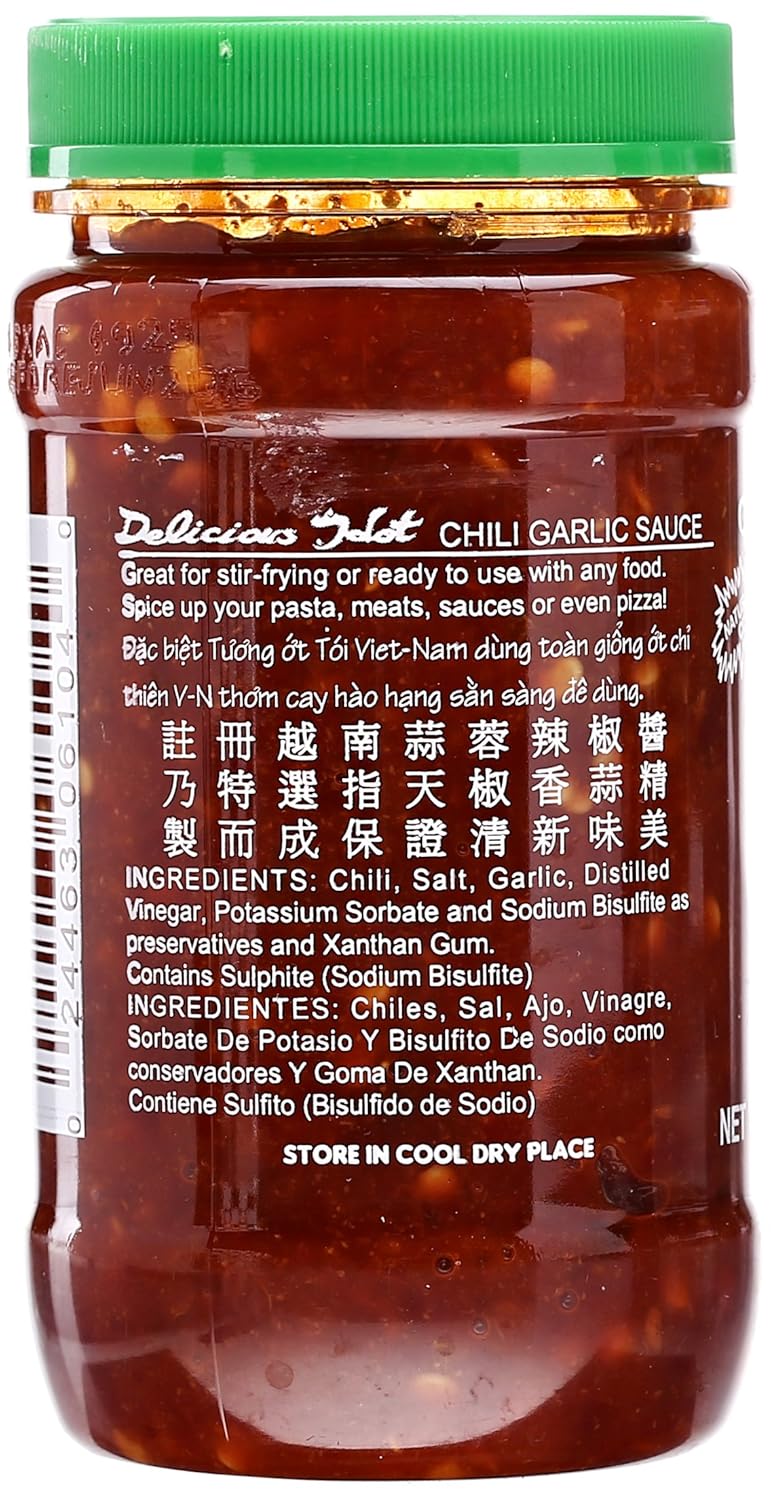 Delicious Hot CHILI GARLIC SAUCE
Great for stir-frying or ready to use with any food.
Spice up your pasta, meats, sauces or even pizza!
Đặc biệt Tương ớt Tỏi Viet-Nam dùng toàn giống ớt chỉ
thiên V-N thơm cay hào hạng sẵn sàng để dùng.
註冊越南蒜蓉辣椒醬
乃特選指天椒香蒜精
製而成保證清新味美
INGREDIENTS: Chili, Salt, Garlic, Distilled
Vinegar, Potassium Sorbate and Sodium Bisulfite as
preservatives and Xanthan Gum.
Contains Sulphite (Sodium Bisulfite)
INGREDIENTES: Chiles, Sal, Ajo, Vinagre,
Sorbate De Potasio Y Bisulfito De Sodio como
conservadores Y Goma De Xanthan.
Contiene Sulfito (Bisulfido de Sodio)
STORE IN COOL DRY PLACE
NET
0 24463 06104 0